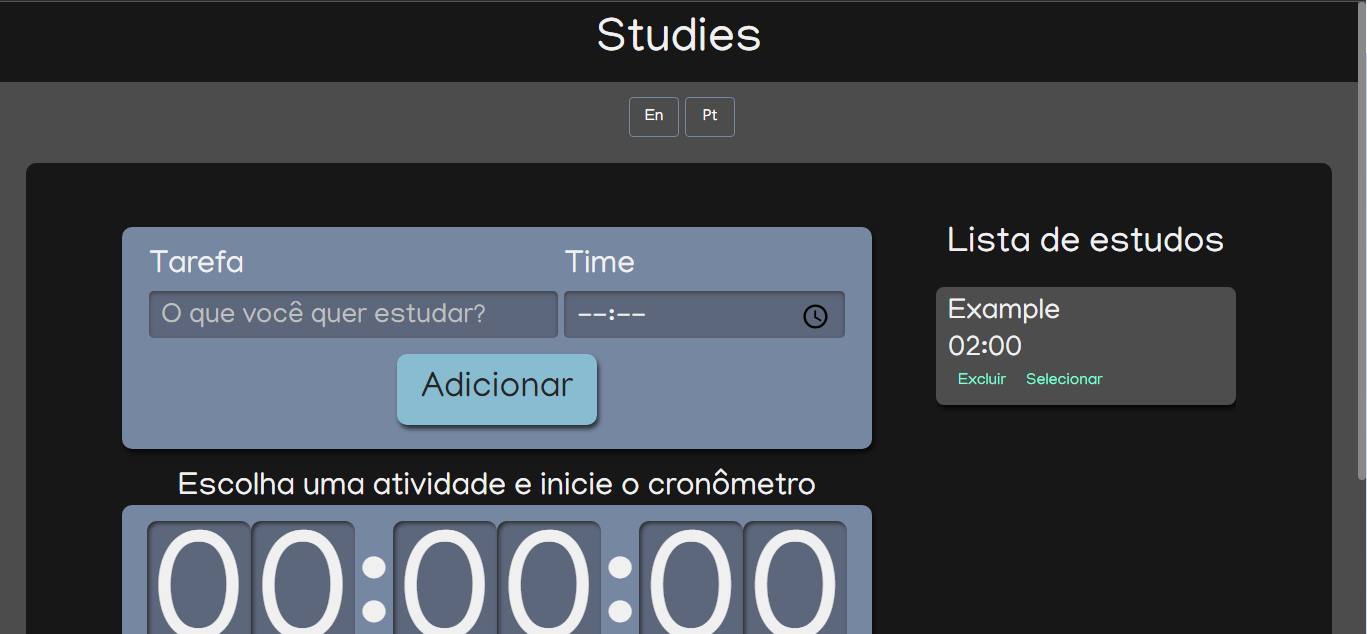 Studies
En Pt
Tarefa Time
O que você quer estudar? --:--
Adicionar
Lista de estudos
Example
02:00
Excluir Selecionar
Escolha uma atividade e inicie o cronômetro
00:00:00